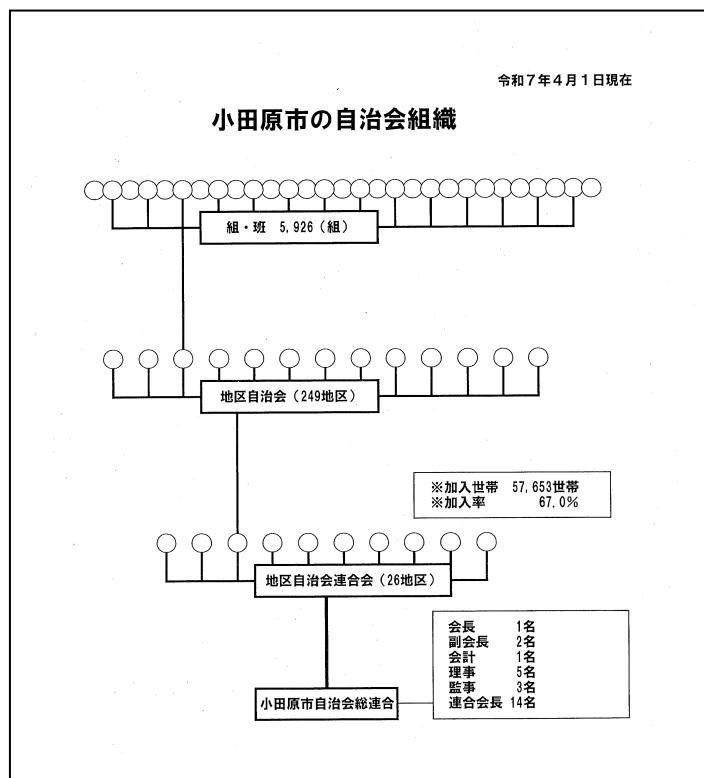 令和7年4月1日現在
小田原市の自治会組織
組・班 5,926(組)
地区自治会(249地区)
※加入世帯 57,653世帯
※加入率 67.0%
地区自治会連合会(26地区)
会長 1名
副会長 2名
会計 1名
理事 5名
監事 3名
連合会長 14名
小田原市自治会総連合